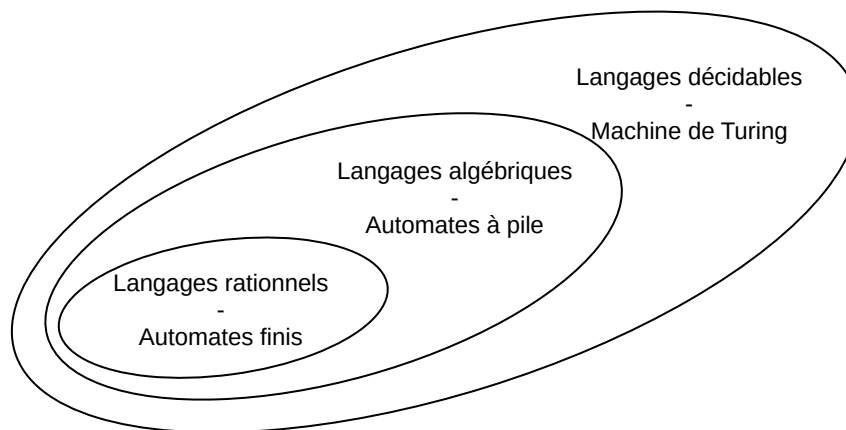 Langages décidables
-
Machine de Turing
Langages algébriques
-
Automates à pile
Langages rationnels
-
Automates finis